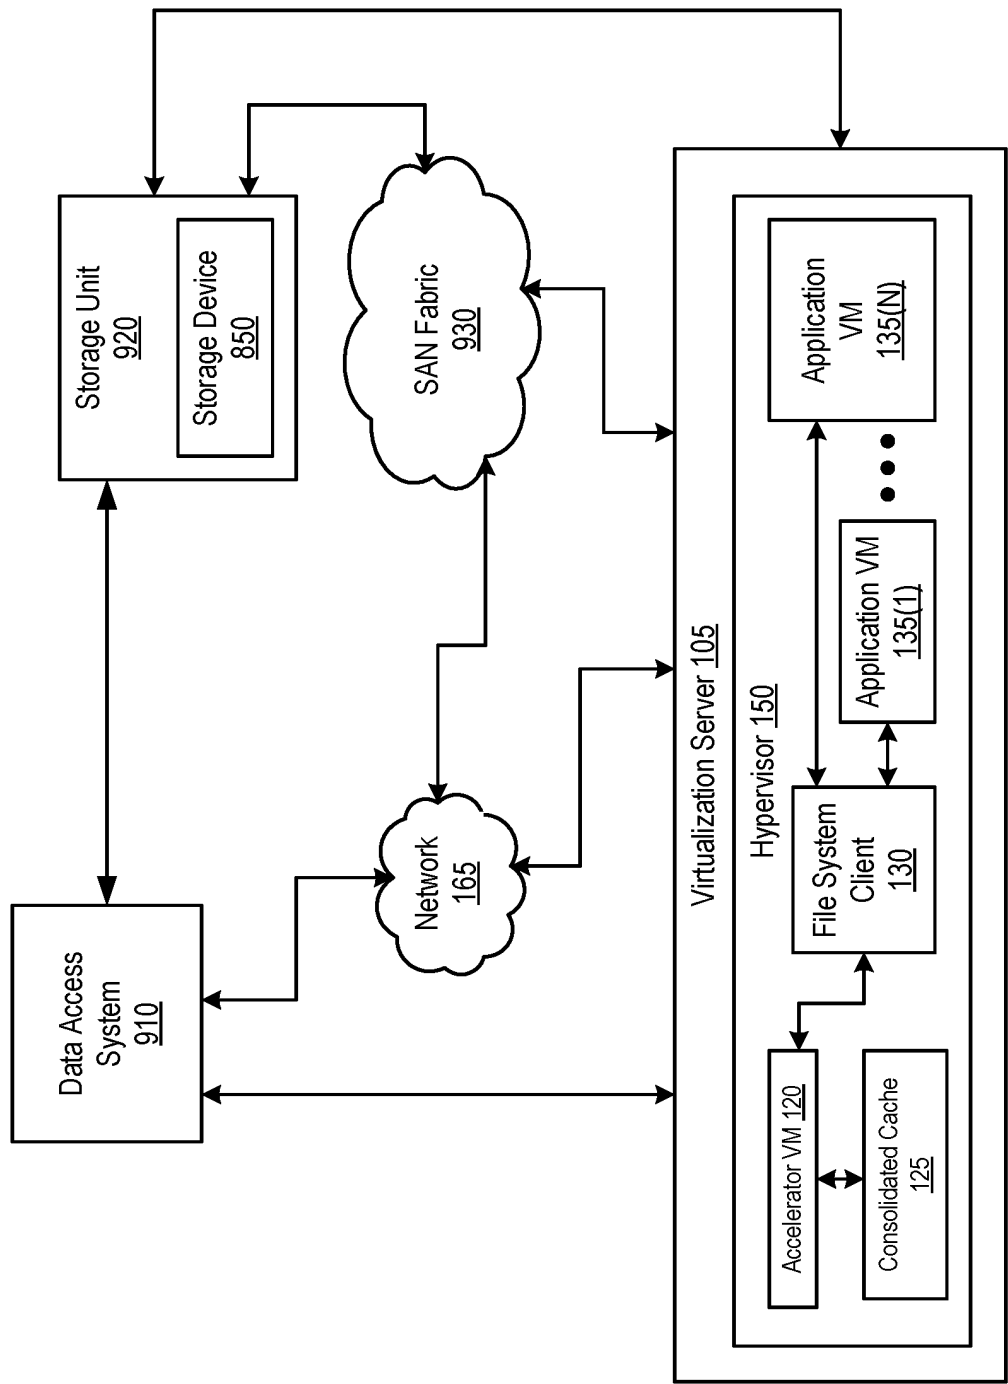 Data Access
System
910
Storage Unit
920
Storage Device
850
Network
165
SAN Fabric
930
Virtualization Server 105
Hypervisor 150
Accelerator VM 120
Consolidated Cache
125
File System
Client
130
Application VM
135(1)
Application
VM
135(N)